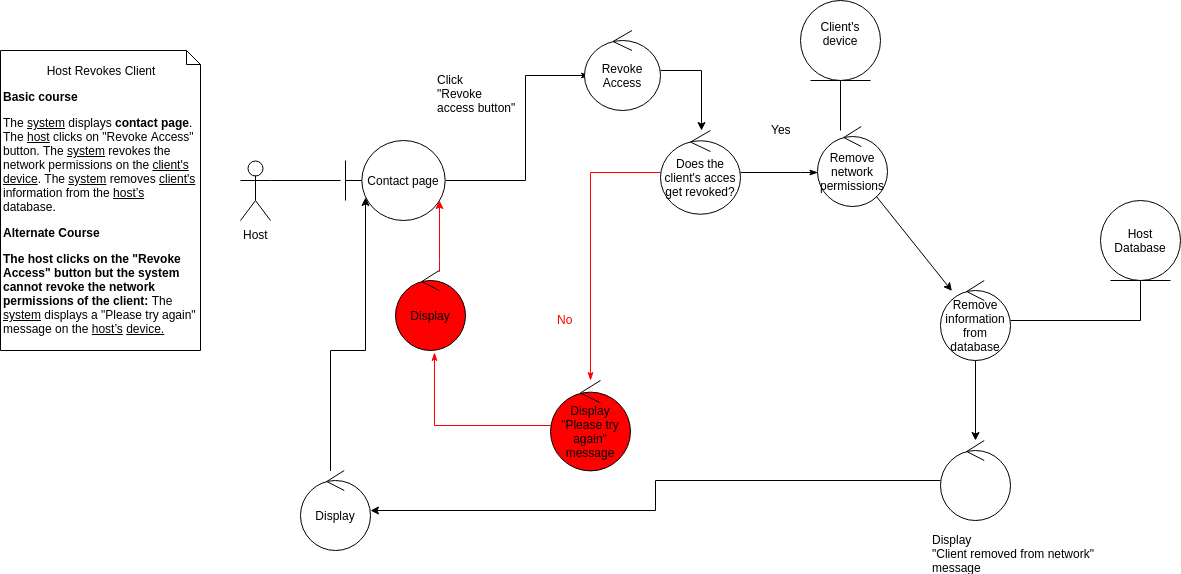 Host Revokes Client
Basic course
The system displays contact page.
The host clicks on "Revoke Access"
button. The system revokes the
network permissions on the client's
device. The system removes client's
information from the host's
database.
Alternate Course
The host clicks on the "Revoke
Access" button but the system
cannot revoke the network
permissions of the client: The
system displays a "Please try again"
message on the host's device.
Host
Contact page
Click
"Revoke
access button"
Revoke
Access
Does the
client's acces
get revoked?
Yes
Client's
device
Remove
network
permissions
Host
Database
Remove
information
from
database
No
Display
"Please try
again"
message
Display
Display
Display
"Client removed from network"
message